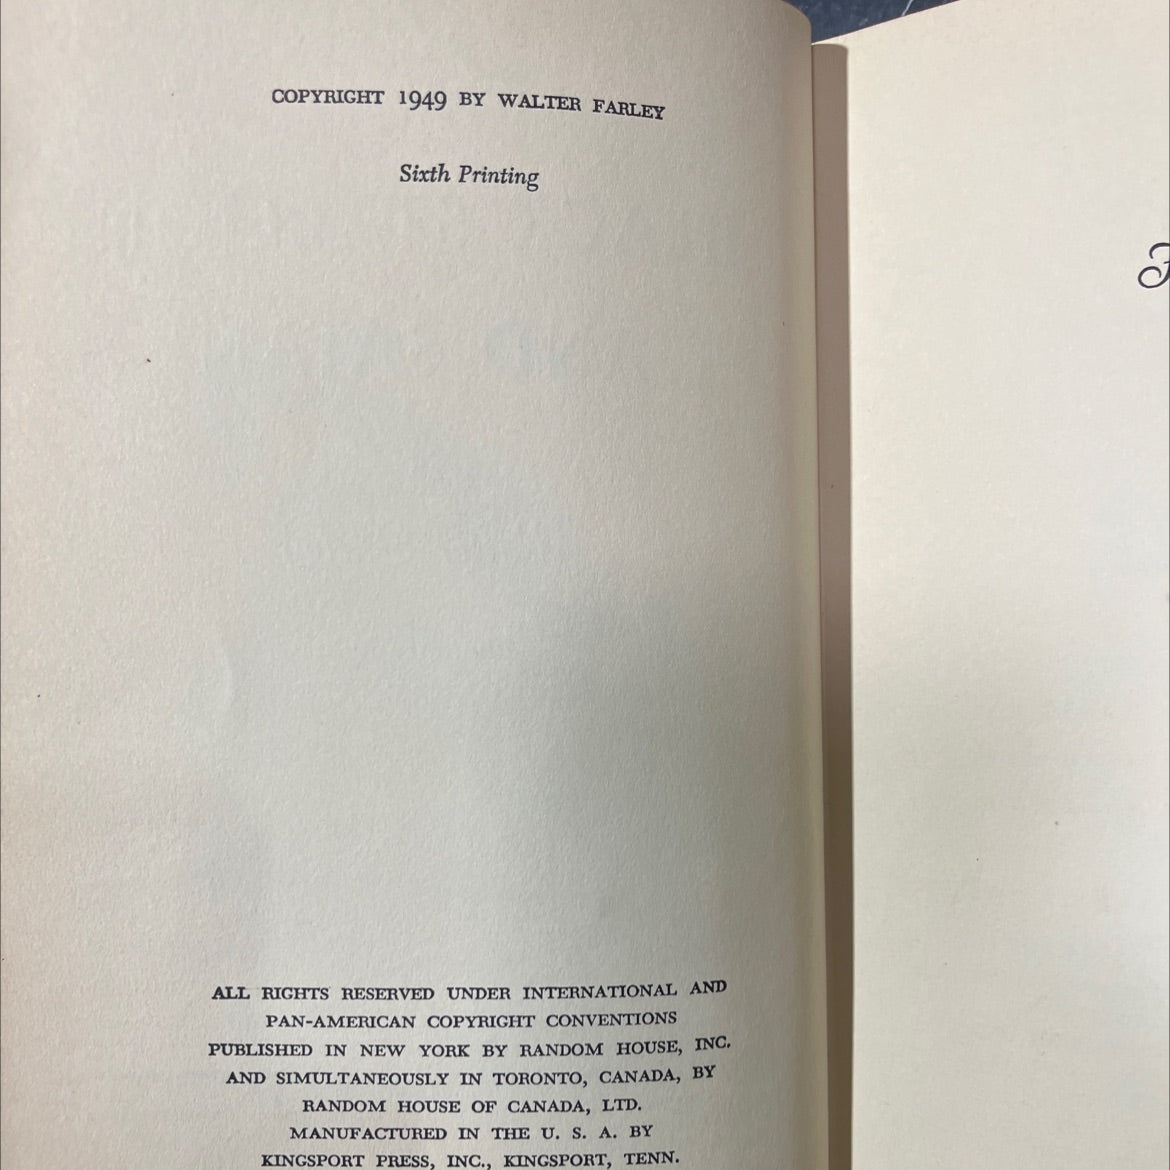 COPYRIGHT 1949 BY WALTER FARLEY
Sixth Printing
ALL RIGHTS RESERVED UNDER INTERNATIONAL AND
PAN-AMERICAN COPYRIGHT CONVENTIONS
PUBLISHED IN NEW YORK BY RANDOM HOUSE, INC.
AND SIMULTANEOUSLY IN TORONTO, CANADA, BY
RANDOM HOUSE OF CANADA, LTD.
MANUFACTURED IN THE U. S. A. BY
KINGSPORT PRESS, INC., KINGSPORT, TENN.